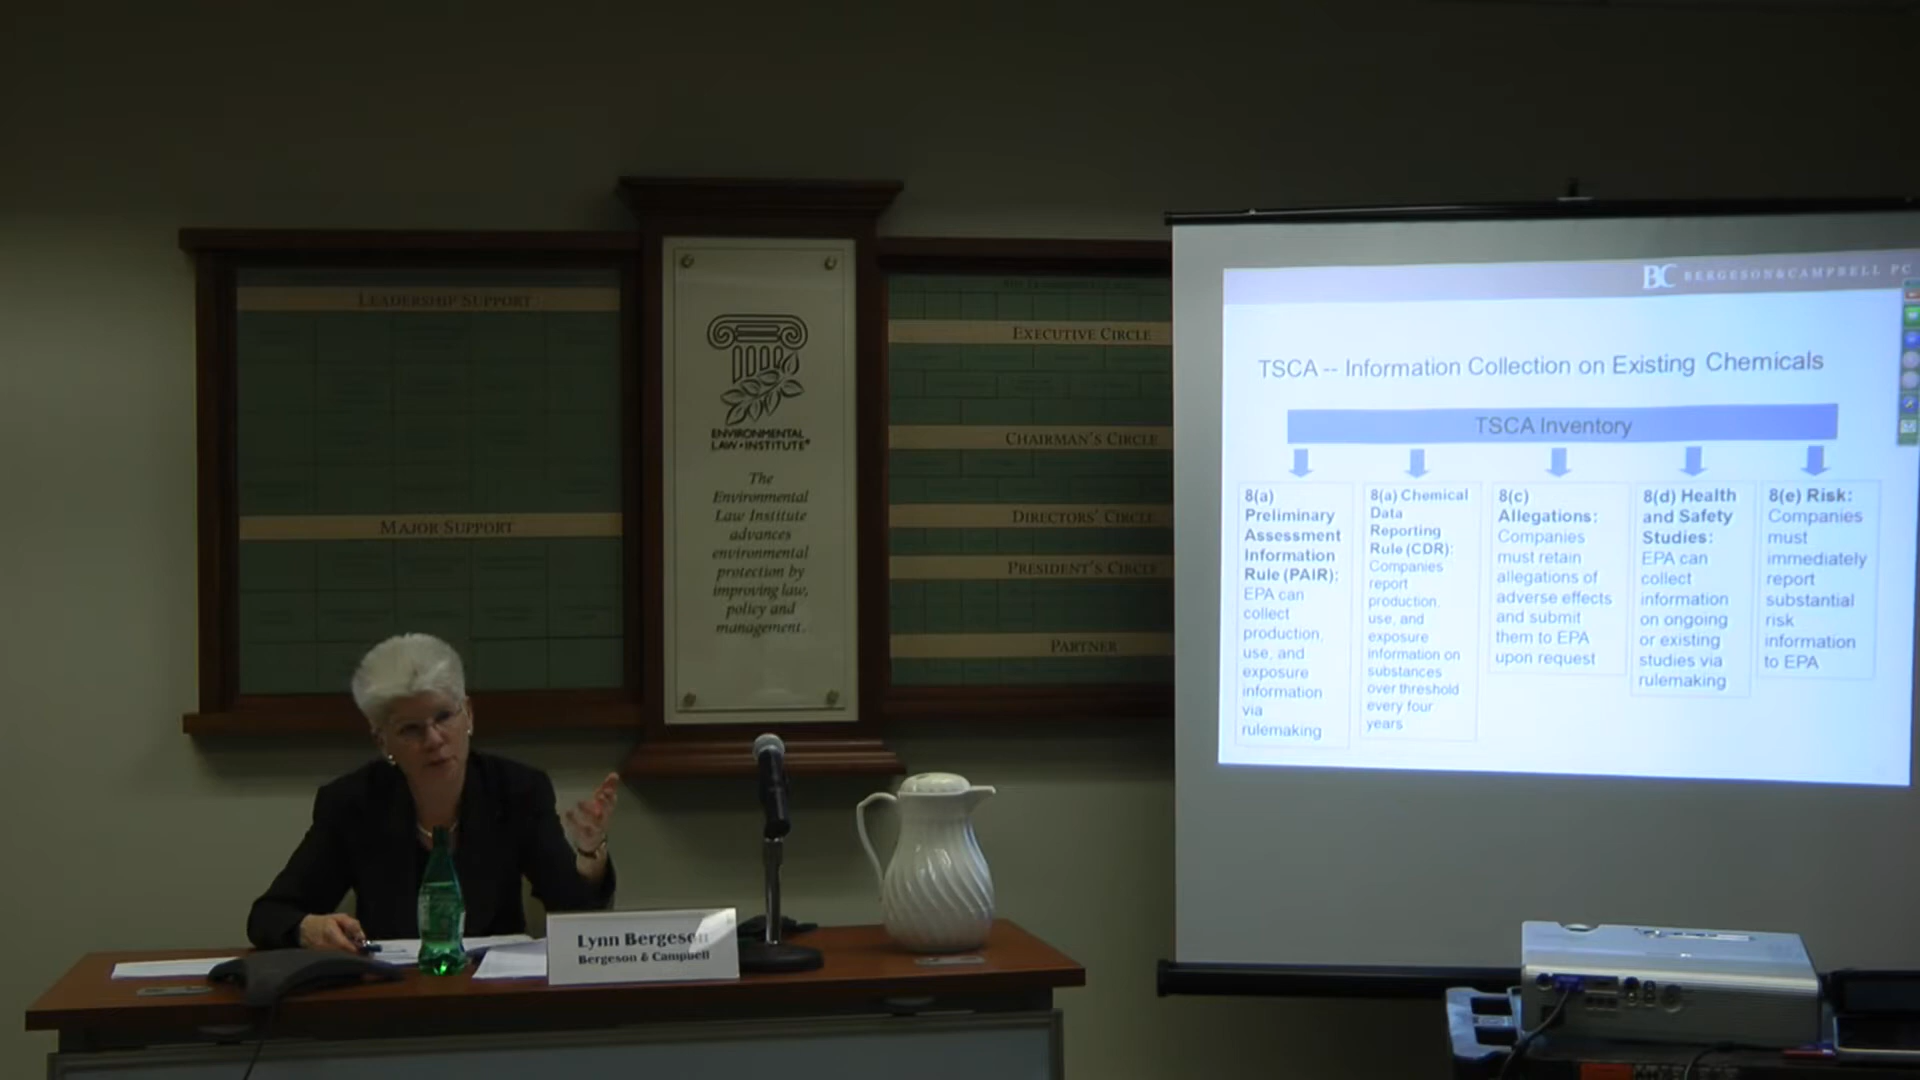 LEADERSHIP SUPPORT
MAJOR SUPPORT
ENVIRONMENTAL
LAW•INSTITUTE®
The
Environmental
Law Institute
advances
environmental
protection by
improving law,
policy and
management.
EXECUTIVE CIRCLE
CHAIRMAN'S CIRCLE
DIRECTORS' CIRCLE
PRESIDENT'S CIRCLE
PARTNER
BC BERGESON&CAMPBELL PC
TSCA -- Information Collection on Existing Chemicals
TSCA Inventory
8(a)
Preliminary
Assessment
Information
Rule (PAIR):
EPA can
collect
production,
use, and
exposure
information
via
rulemaking
8(a) Chemical
Data
Reporting
Rule (CDR):
Companies
report
production,
use, and
exposure
information on
substances
over threshold
every four
years
8(c)
Allegations:
Companies
must retain
allegations of
adverse effects
and submit
them to EPA
upon request
8(d) Health
and Safety
Studies:
EPA can
collect
information
on ongoing
or existing
studies via
rulemaking
8(e) Risk:
Companies
must
immediately
report
substantial
risk
information
to EPA
Lynn Bergeson
Bergeson & Campbell